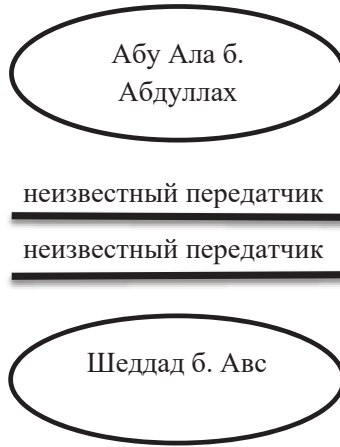 Абу Ала б.
Абдуллах
неизвестный передатчик
неизвестный передатчик
Шеддад б. Авс